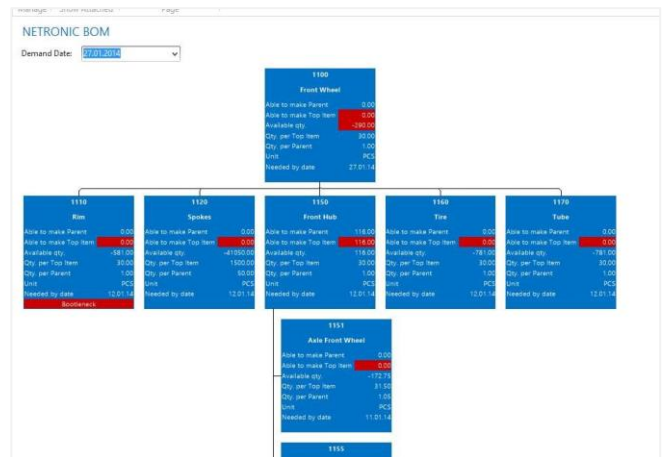 Manage Show Attached Page
NETRONIC BOM
Demand Date: 27.01.2014
1100
Front Wheel
Able to make Parent 0.00
Able to make Top Item 0.00
Available qty. -290.00
Qty. per Top Item 30.00
Qty. per Parent 1.00
Unit PCS
Needed by date 27.01.14
1110
Rim
Able to make Parent 0.00
Able to make Top Item 0.00
Available qty. -581.00
Qty. per Top Item 30.00
Qty. per Parent 1.00
Unit PCS
Needed by date 12.01.14
Bootleneck
1120
Spokes
Able to make Parent 0.00
Able to make Top Item 0.00
Available qty. -41050.00
Qty. per Top Item 1500.00
Qty. per Parent 50.00
Unit PCS
Needed by date 12.01.14
1150
Front Hub
Able to make Parent 116.00
Able to make Top Item 116.00
Available qty. 116.00
Qty. per Top Item 30.00
Qty. per Parent 1.00
Unit PCS
Needed by date 12.01.14
1160
Tire
Able to make Parent 0.00
Able to make Top Item 0.00
Available qty. -781.00
Qty. per Top Item 30.00
Qty. per Parent 1.00
Unit PCS
Needed by date 12.01.14
1170
Tube
Able to make Parent 0.00
Able to make Top Item 0.00
Available qty. -781.00
Qty. per Top Item 30.00
Qty. per Parent 1.00
Unit PCS
Needed by date 12.01.14
1151
Axle Front Wheel
Able to make Parent 0.00
Able to make Top Item 0.00
Available qty. -172.75
Qty. per Top Item 31.50
Qty. per Parent 1.05
Unit PCS
Needed by date 11.01.14
1155